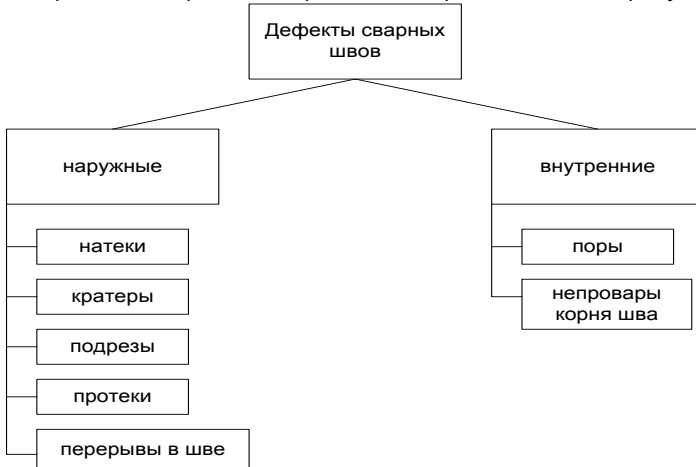 Дефекты сварных
швов
наружные
внутренние
натеки
кратеры
подрезы
протеки
перерывы в шве
поры
непровары
корня шва